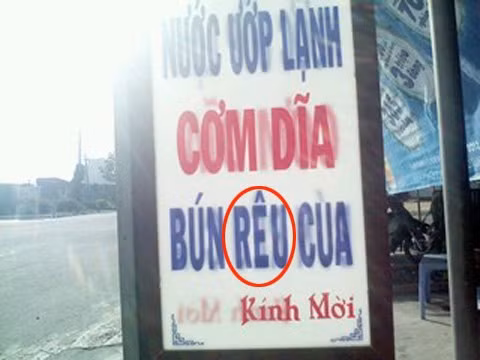 NƯỚC ƯỚP LẠNH
CƠM DĨA
BÚN RÊU CUA
Kính Mời